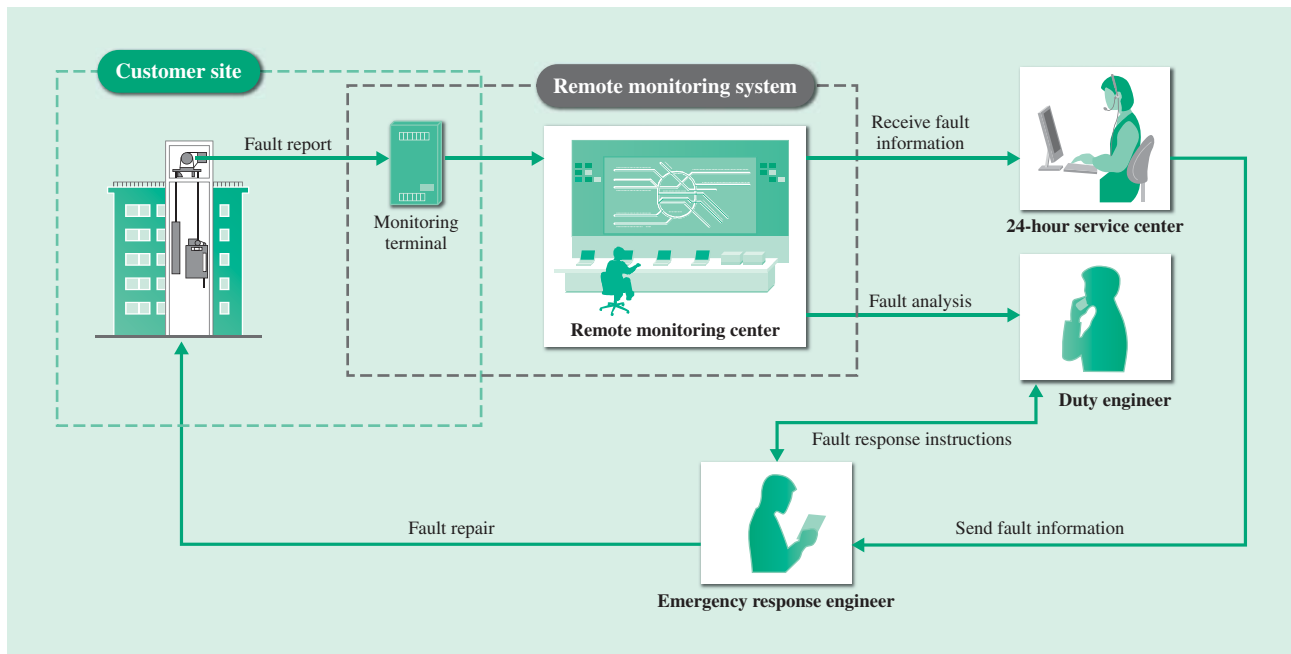 Customer site
Remote monitoring system
Fault report
Monitoring
terminal
Remote monitoring center
Receive fault
information
24-hour service center
Fault analysis
Duty engineer
Fault response instructions
Send fault information
Fault repair
Emergency response engineer